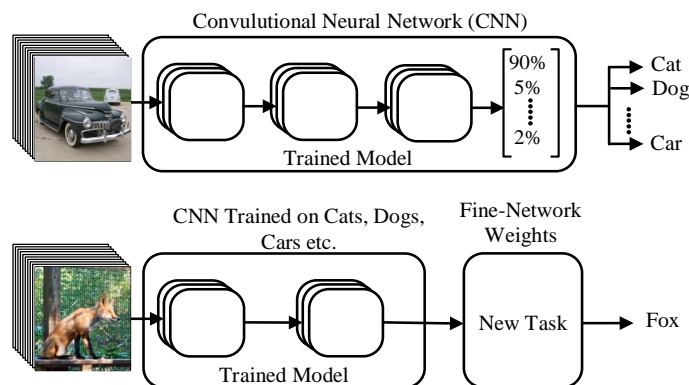 Convulutional Neural Network (CNN)
90%
5%
2%
Trained Model
Cat
Dog
Car
CNN Trained on Cats, Dogs,
Cars etc.
Fine-Network
Weights
New Task
Fox
Trained Model